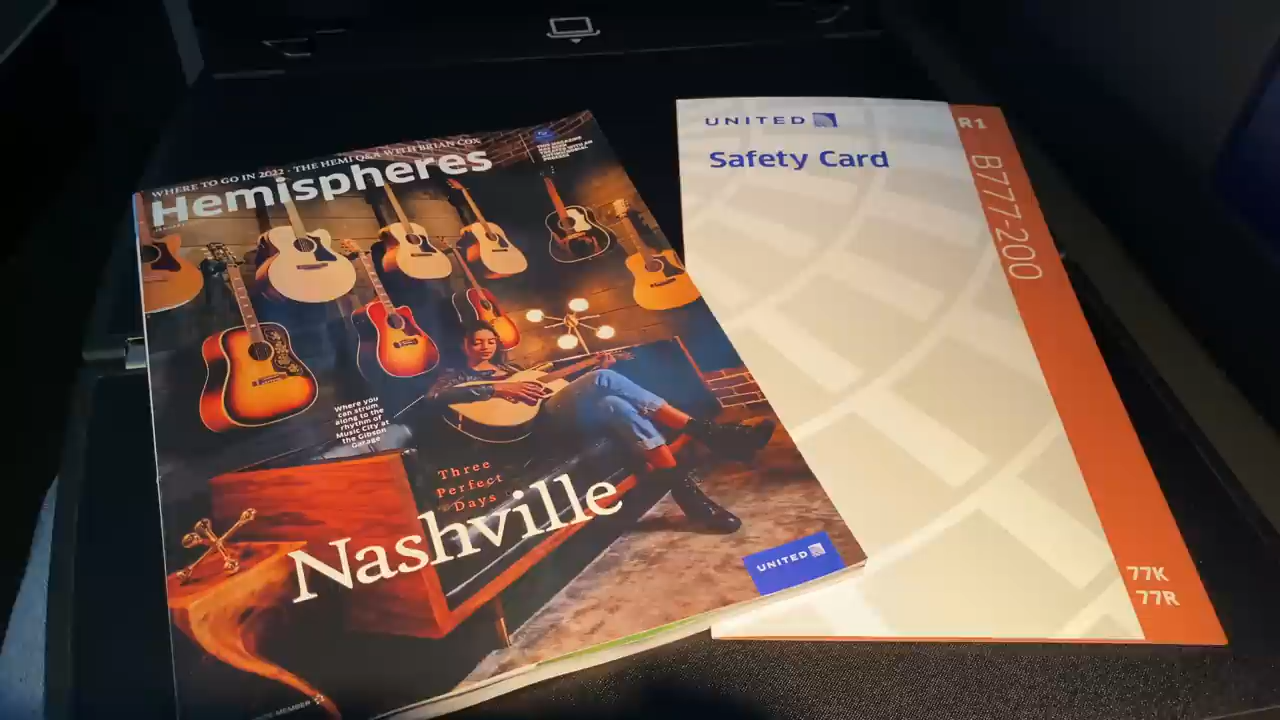 WHERE TO GO IN 2022 · THE HEMI Q&A WITH BRIAN COX
Hemispheres
Where you
can strum
along to the
rhythm of
Music City at
the Gibson
Garage
Three
Perfect
Days
Nashville
UNITED
UNITED
Safety Card
R1
B777-200
77K
77R